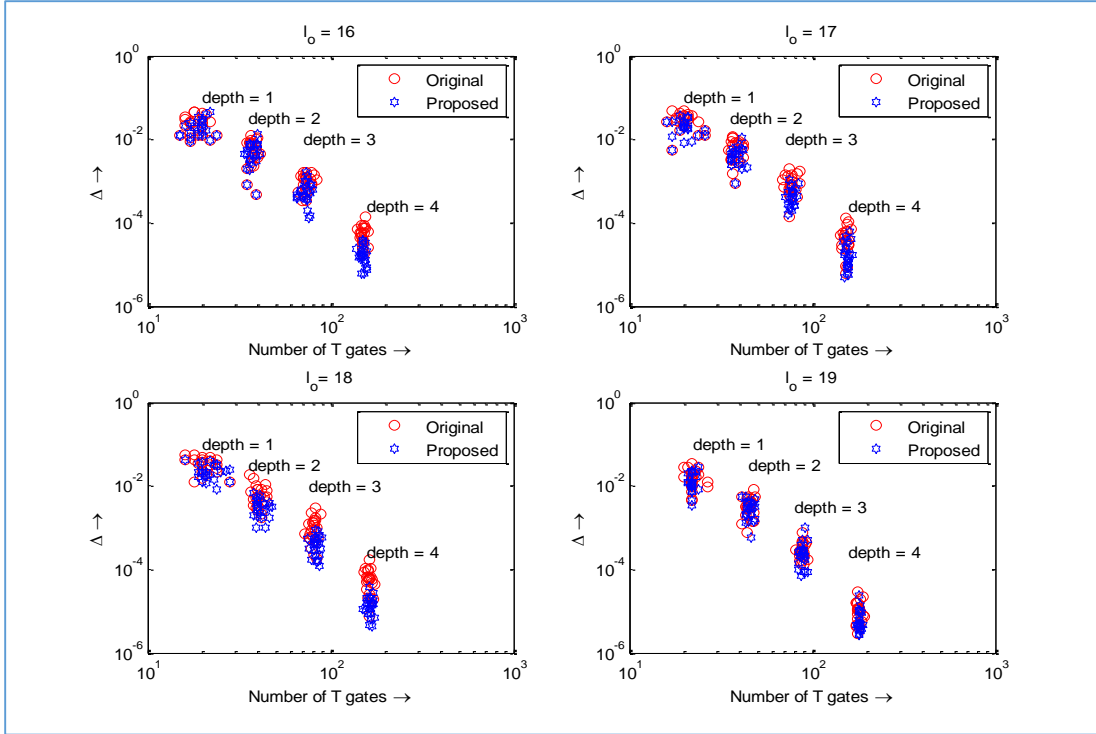 l_o = 16
10^0
10^-2
10^-4
10^-6
Δ →
10^1
10^2
10^3
Number of T gates →
Original
Proposed
depth = 1
depth = 2
depth = 3
depth = 4
l_o = 17
10^0
10^-2
10^-4
10^-6
Δ →
10^1
10^2
10^3
Number of T gates →
Original
Proposed
depth = 1
depth = 2
depth = 3
depth = 4
l_o = 18
10^0
10^-2
10^-4
10^-6
Δ →
10^1
10^2
10^3
Number of T gates →
Original
Proposed
depth = 1
depth = 2
depth = 3
depth = 4
l_o = 19
10^0
10^-2
10^-4
10^-6
Δ →
10^1
10^2
10^3
Number of T gates →
Original
Proposed
depth = 1
depth = 2
depth = 3
depth = 4